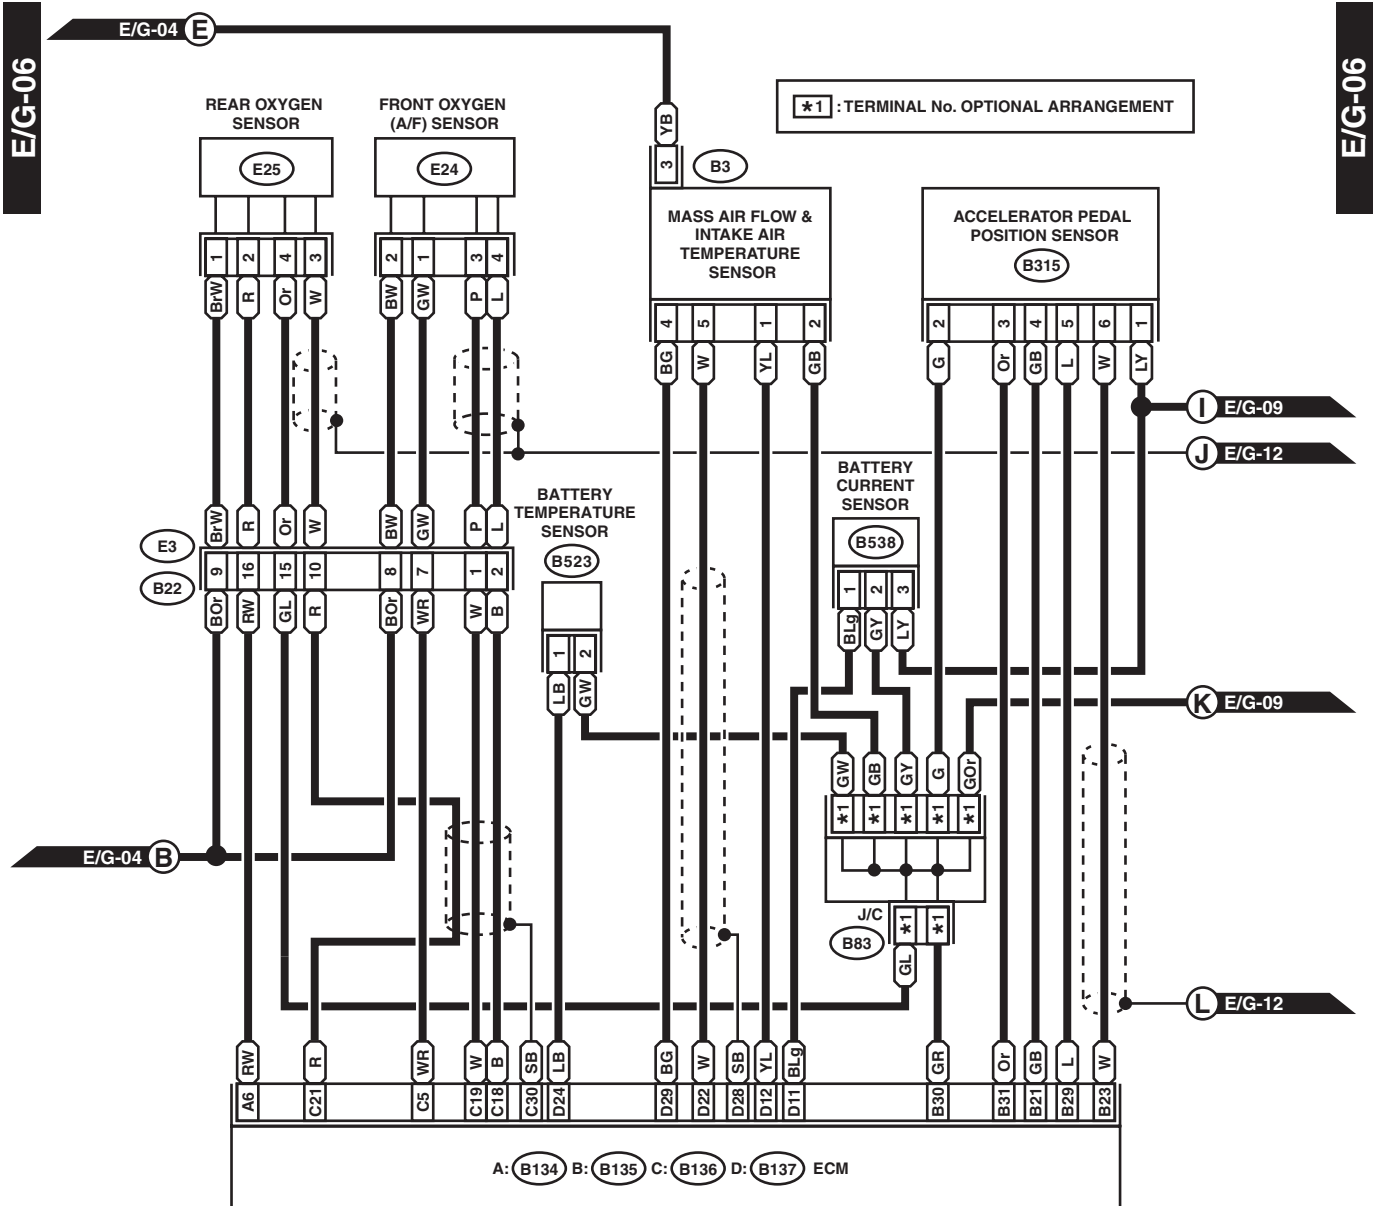 E/G-04 E
E/G-06
E/G-06
*1 : TERMINAL No. OPTIONAL ARRANGEMENT
REAR OXYGEN
SENSOR
E25
FRONT OXYGEN
(A/F) SENSOR
E24
YB
3
B3
MASS AIR FLOW &
INTAKE AIR
TEMPERATURE
SENSOR
ACCELERATOR PEDAL
POSITION SENSOR
B315
1 2 4 3 2 1 3 4
BrW R Or W BW GW P L
4 5 1 2 2 3 4 5 6 1
BG W YL GB G Or GB L W LY
I E/G-09
J E/G-12
BATTERY
CURRENT
SENSOR
B538
BATTERY
TEMPERATURE
SENSOR
B523
BrW R Or W BW GW P L
E3
B22
9 16 15 10 8 7 1 2
BOr RW GL R BOr WR W B
1 2 3
BLg GY LY
1 2
LB GW
K E/G-09
GW GB GY G GOr
*1 *1 *1 *1 *1
E/G-04 B
J/C
B83
*1 *1
GL
L E/G-12
RW R WR W B SB LB BG W SB YL BLg GR Or GB L W
A6 C21 C5 C19 C18 C30 D24 D29 D22 D28 D12 D11 B30 B31 B21 B29 B23
A: B134 B: B135 C: B136 D: B137 ECM